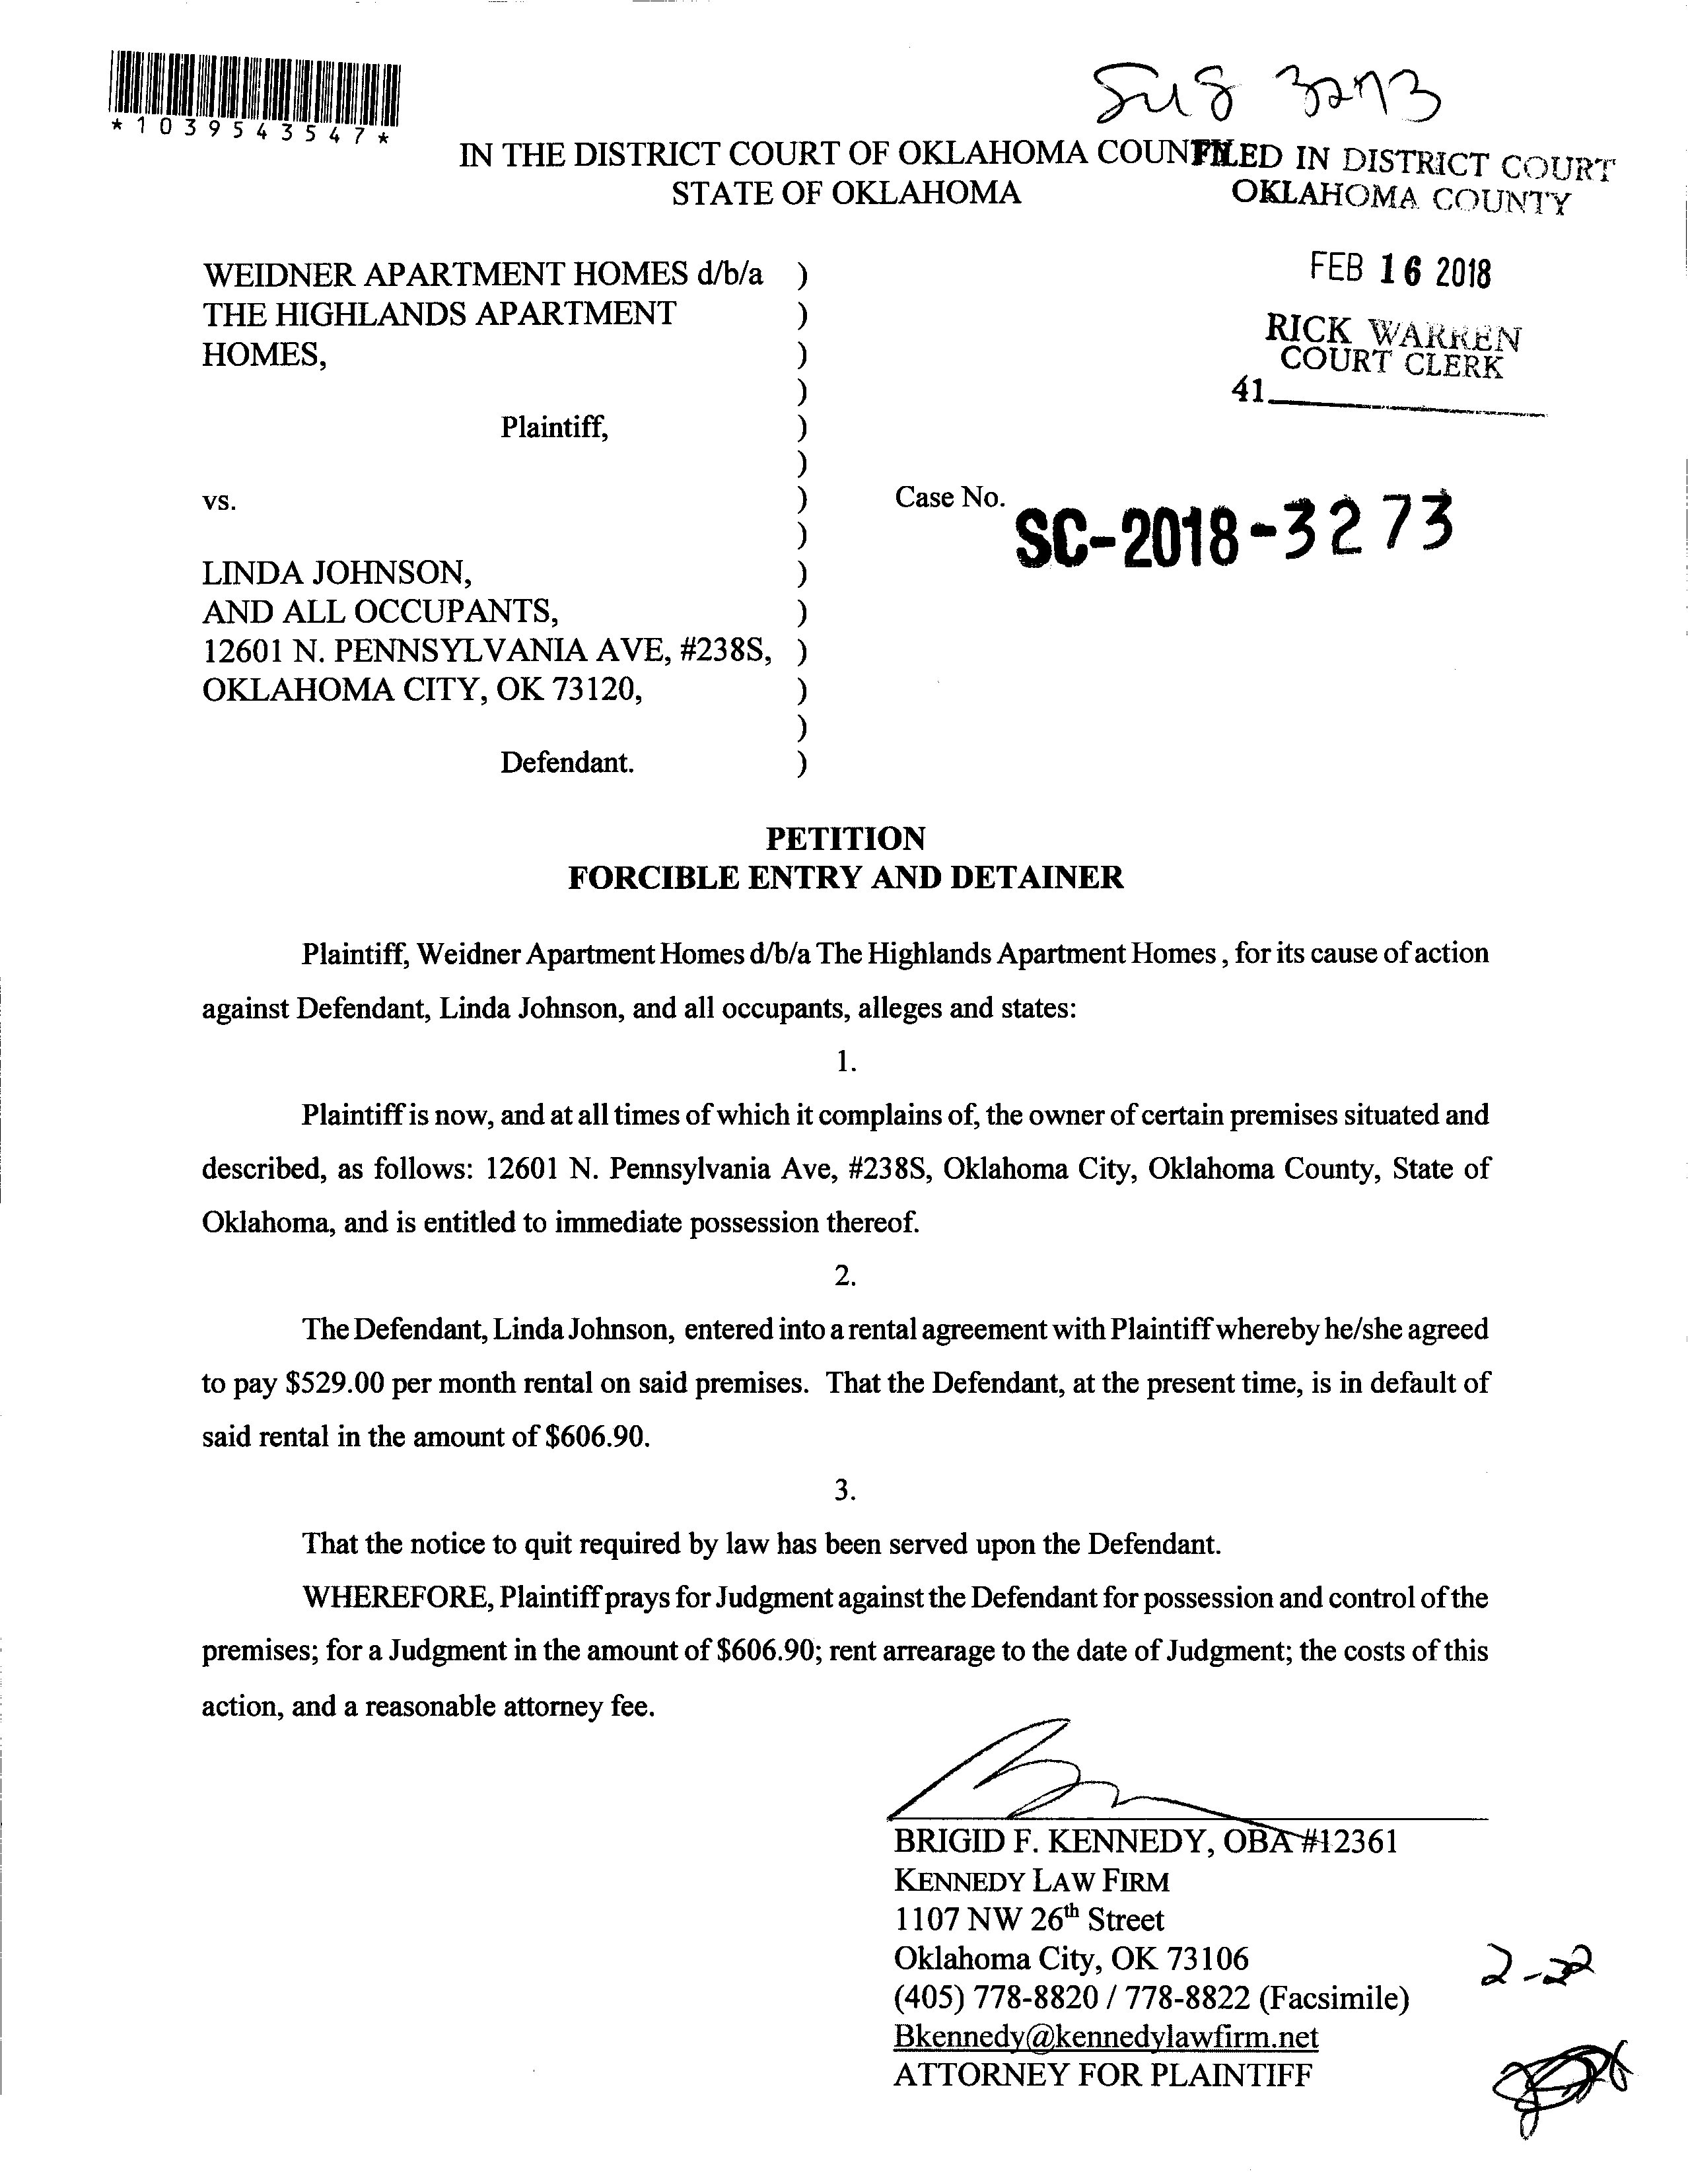 *1039543547*
3273
IN THE DISTRICT COURT OF OKLAHOMA COUN
FILED IN DISTRICT COURT
STATE OF OKLAHOMA
OKLAHOMA COUNTY
FEB 16 2018
RICK WARREN
COURT CLERK
41
WEIDNER APARTMENT HOMES d/b/a )
THE HIGHLANDS APARTMENT )
HOMES, )
)
Plaintiff, )
)
vs. )
Case No. SC-2018-3273
)
LINDA JOHNSON, )
AND ALL OCCUPANTS, )
12601 N. PENNSYLVANIA AVE, #238S, )
OKLAHOMA CITY, OK 73120, )
)
Defendant. )
PETITION
FORCIBLE ENTRY AND DETAINER
Plaintiff, Weidner Apartment Homes d/b/a The Highlands Apartment Homes , for its cause of action
against Defendant, Linda Johnson, and all occupants, alleges and states:
1.
Plaintiff is now, and at all times of which it complains of, the owner of certain premises situated and
described, as follows: 12601 N. Pennsylvania Ave, #238S, Oklahoma City, Oklahoma County, State of
Oklahoma, and is entitled to immediate possession thereof.
2.
The Defendant, Linda Johnson, entered into a rental agreement with Plaintiff whereby he/she agreed
to pay $529.00 per month rental on said premises. That the Defendant, at the present time, is in default of
said rental in the amount of $606.90.
3.
That the notice to quit required by law has been served upon the Defendant.
WHEREFORE, Plaintiff prays for Judgment against the Defendant for possession and control of the
premises; for a Judgment in the amount of $606.90; rent arrearage to the date of Judgment; the costs of this
action, and a reasonable attorney fee.
BRIGID F. KENNEDY, OBA #12361
KENNEDY LAW FIRM
1107 NW 26th Street
Oklahoma City, OK 73106
(405) 778-8820 / 778-8822 (Facsimile)
Bkennedy@kennedylawfirm.net
ATTORNEY FOR PLAINTIFF
2-22